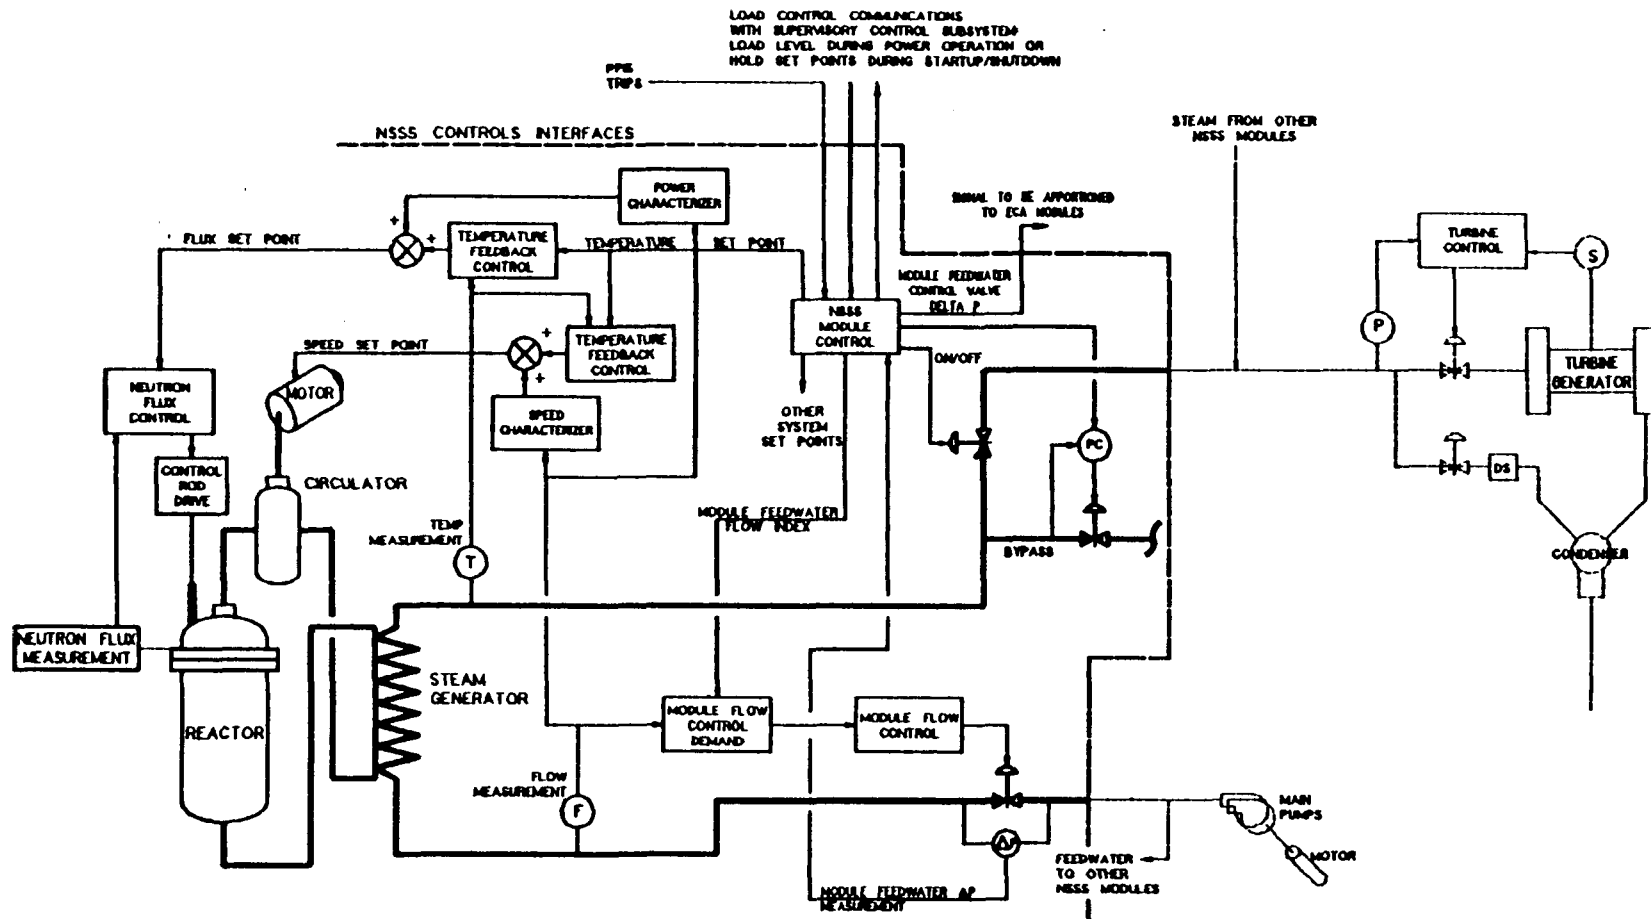 LOAD CONTROL COMMUNICATIONS
WITH SUPERVISORY CONTROL SUBSYSTEM
LOAD LEVEL DURING POWER OPERATION OR
HOLD SET POINTS DURING STARTUP/SHUTDOWN
PPIS
TRIPS
NSSS CONTROLS INTERFACES
STEAM FROM OTHER
NSSS MODULES
POWER
CHARACTERIZER
SIGNAL TO BE APPORTIONED
TO ECA MODULES
+
+
FLUX SET POINT
TEMPERATURE
FEEDBACK
CONTROL
TEMPERATURE SET POINT
TURBINE
CONTROL
S
MODULE FEEDWATER
CONTROL VALVE
DELTA P
NSSS
MODULE
CONTROL
P
+
SPEED SET POINT
TEMPERATURE
FEEDBACK
CONTROL
ON/OFF
TURBINE
GENERATOR
NEUTRON
FLUX
CONTROL
MOTOR
+
SPEED
CHARACTERIZER
OTHER
SYSTEM
SET POINTS
PC
CONTROL
ROD
DRIVE
CIRCULATOR
DS
MODULE FEEDWATER
FLOW INDEX
TEMP
MEASUREMENT
T
BYPASS
CONDENSER
NEUTRON FLUX
MEASUREMENT
STEAM
GENERATOR
REACTOR
MODULE FLOW
CONTROL
DEMAND
MODULE FLOW
CONTROL
FLOW
MEASUREMENT
F
MAIN
PUMPS
ΔP
FEEDWATER
TO OTHER
NSSS MODULES
MOTOR
MODULE FEEDWATER ΔP
MEASUREMENT